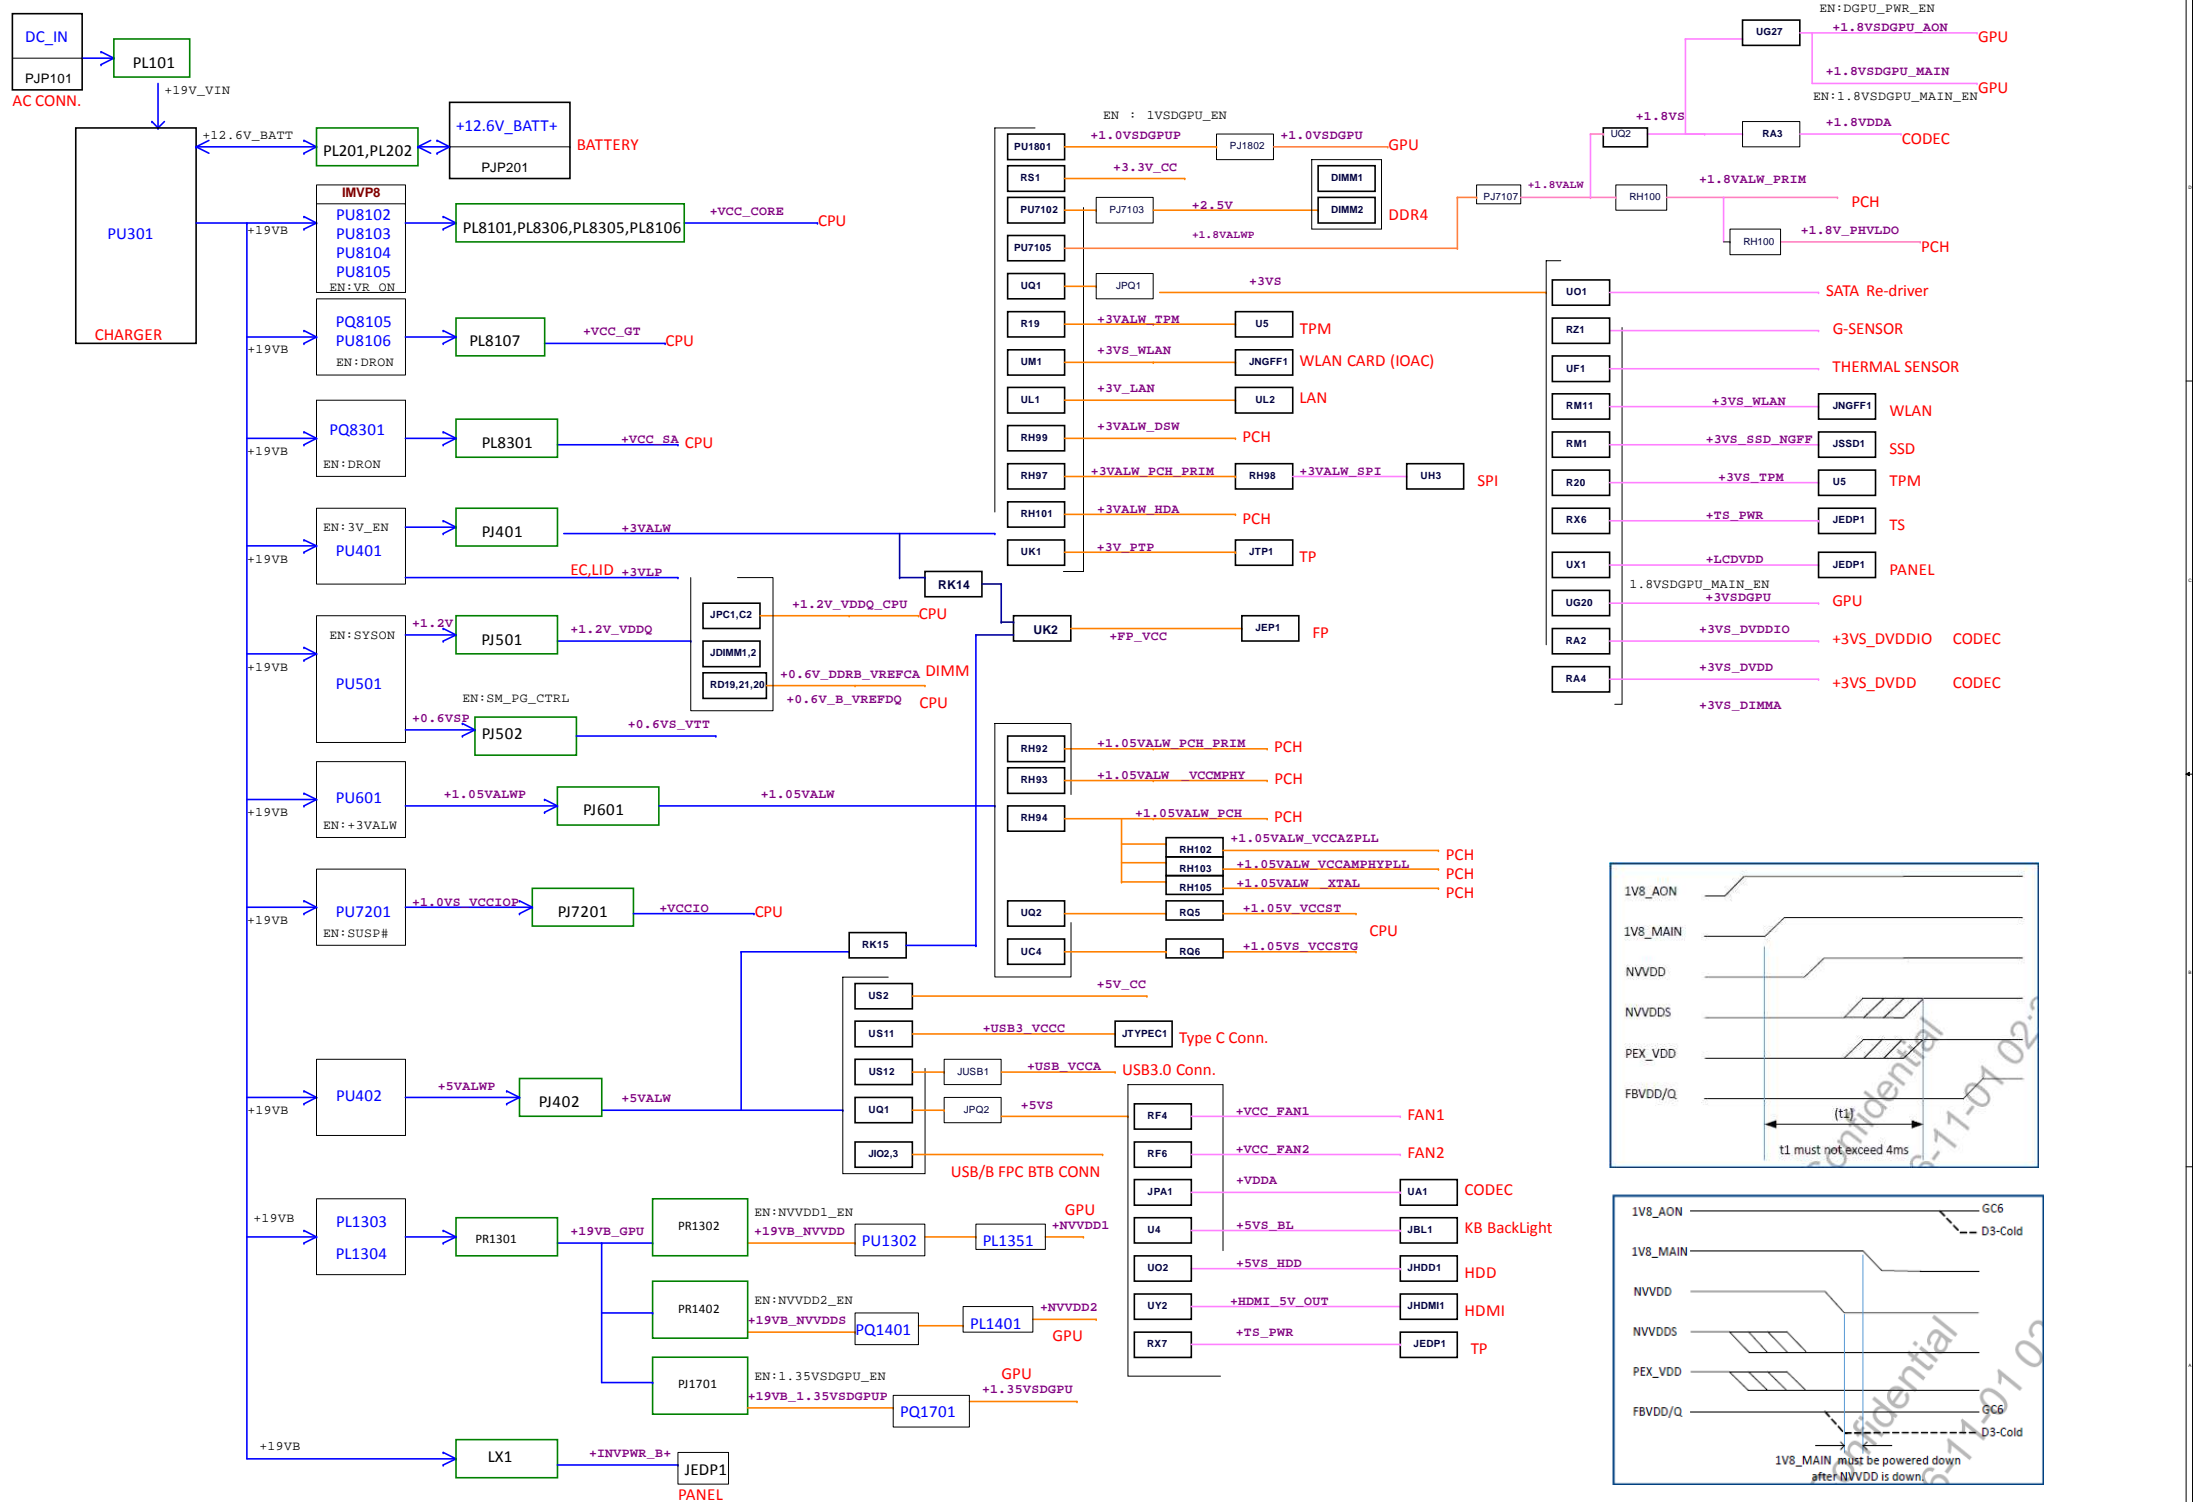 DC_IN
PJP101
AC CONN.
PL101
+19V_VIN
PU301
CHARGER
+12.6V_BATT
PL201,PL202
+12.6V_BATT+
PJP201
BATTERY
+19VB
IMVP8
PU8102
PU8103
PU8104
PU8105
EN:VR_ON
PL8101,PL8306,PL8305,PL8106
+VCC_CORE
CPU
+19VB
PQ8105
PU8106
EN:DRON
PL8107
+VCC_GT
CPU
+19VB
PQ8301
EN:DRON
PL8301
+VCC_SA
CPU
+19VB
EN:3V_EN
PU401
PJ401
+3VALW
EC,LID
+3VLP
RK14
+19VB
EN:SYSON
PU501
+1.2V
PJ501
+1.2V_VDDQ
JPC1,C2
+1.2V_VDDQ_CPU
CPU
JDIMM1,2
RD19,21,20
+0.6V_DDRB_VREFCA
DIMM
+0.6V_B_VREFDQ
CPU
EN:SM_PG_CTRL
+0.6VSP
PJ502
+0.6VS_VTT
UK2
+FP_VCC
JEP1
FP
+19VB
PU601
EN:+3VALW
+1.05VALWP
PJ601
+1.05VALW
+19VB
PU7201
EN:SUSP#
+1.0VS_VCCIOP
PJ7201
+VCCIO
CPU
RK15
+19VB
PU402
+5VALWP
PJ402
+5VALW
+19VB
PL1303
PL1304
PR1301
+19VB_GPU
PR1302
EN:NVVDD1_EN
+19VB_NVVDD
PU1302
PL1351
GPU
+NVVDD1
PR1402
EN:NVVDD2_EN
+19VB_NVVDDS
PQ1401
PL1401
+NVVDD2
GPU
PJ1701
EN:1.35VSDGPU_EN
+19VB_1.35VSDGPUP
PQ1701
GPU
+1.35VSDGPU
+19VB
LX1
+INVPWR_B+
JEDP1
PANEL
EN : 1VSDGPU_EN
PU1801
+1.0VSDGPUP
PJ1802
+1.0VSDGPU
GPU
RS1
+3.3V_CC
DIMM1
PU7102
PJ7103
+2.5V
DIMM2
DDR4
PU7105
+1.8VALWP
UQ1
JPQ1
+3VS
R19
+3VALW_TPM
U5
TPM
UM1
+3VS_WLAN
JNGFF1
WLAN CARD (IOAC)
UL1
+3V_LAN
UL2
LAN
RH99
+3VALW_DSW
PCH
RH97
+3VALW_PCH_PRIM
RH98
+3VALW_SPI
UH3
SPI
RH101
+3VALW_HDA
PCH
UK1
+3V_PTP
JTP1
TP
RH92
+1.05VALW_PCH_PRIM
PCH
RH93
+1.05VALW _VCCMPHY
PCH
RH94
+1.05VALW_PCH
PCH
RH102
+1.05VALW_VCCAZPLL
PCH
RH103
+1.05VALW_VCCAMPHYPLL
PCH
RH105
+1.05VALW _XTAL
PCH
UQ2
RQ5
+1.05V_VCCST
CPU
UC4
RQ6
+1.05VS_VCCSTG
US2
+5V_CC
US11
+USB3_VCCC
JTYPEC1
Type C Conn.
US12
JUSB1
+USB_VCCA
USB3.0 Conn.
UQ1
JPQ2
+5VS
JIO2,3
USB/B FPC BTB CONN
RF4
+VCC_FAN1
FAN1
RF6
+VCC_FAN2
FAN2
JPA1
+VDDA
UA1
CODEC
U4
+5VS_BL
JBL1
KB BackLight
UO2
+5VS_HDD
JHDD1
HDD
UY2
+HDMI_5V_OUT
JHDMI1
HDMI
RX7
+TS_PWR
JEDP1
TP
EN:DGPU_PWR_EN
UG27
+1.8VSDGPU_AON
GPU
+1.8VSDGPU_MAIN
GPU
EN:1.8VSDGPU_MAIN_EN
+1.8VS
UQ2
RA3
+1.8VDDA
CODEC
PJ7107
+1.8VALW
RH100
+1.8VALW_PRIM
PCH
RH100
+1.8V_PHVLDO
PCH
UO1
SATA Re-driver
RZ1
G-SENSOR
UF1
THERMAL SENSOR
RM11
+3VS_WLAN
JNGFF1
WLAN
RM1
+3VS_SSD_NGFF
JSSD1
SSD
R20
+3VS_TPM
U5
TPM
RX6
+TS_PWR
JEDP1
TS
UX1
+LCDVDD
JEDP1
PANEL
1.8VSDGPU_MAIN_EN
UG20
+3VSDGPU
GPU
RA2
+3VS_DVDDIO
+3VS_DVDDIO CODEC
RA4
+3VS_DVDD
+3VS_DVDD CODEC
+3VS_DIMMA
1V8_AON
1V8_MAIN
NVVDD
NVVDDS
PEX_VDD
FBVDD/Q
(t1)
t1 must not exceed 4ms
1V8_AON
GC6
D3-Cold
1V8_MAIN
NVVDD
NVVDDS
PEX_VDD
FBVDD/Q
GC6
D3-Cold
1V8_MAIN must be powered down
after NVVDD is down.